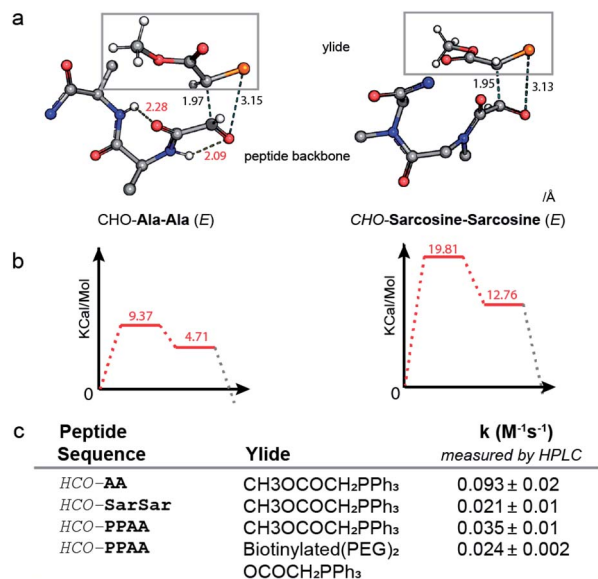 a
ylide
1.97
3.15
1.95
3.13
2.28
2.09
peptide backbone
/Å
CHO-Ala-Ala (E)
CHO-Sarcosine-Sarcosine (E)
b
KCal/Mol
9.37
4.71
0
KCal/Mol
19.81
12.76
0
c
Peptide Sequence
Ylide
k (M⁻¹s⁻¹)
measured by HPLC
HCO-AA CH3OCOCH₂PPh₃ 0.093 ± 0.02
HCO-SarSar CH3OCOCH₂PPh₃ 0.021 ± 0.01
HCO-PPAA CH3OCOCH₂PPh₃ 0.035 ± 0.01
HCO-PPAA Biotinylated(PEG)₂ 0.024 ± 0.002
OCOCH₂PPh₃